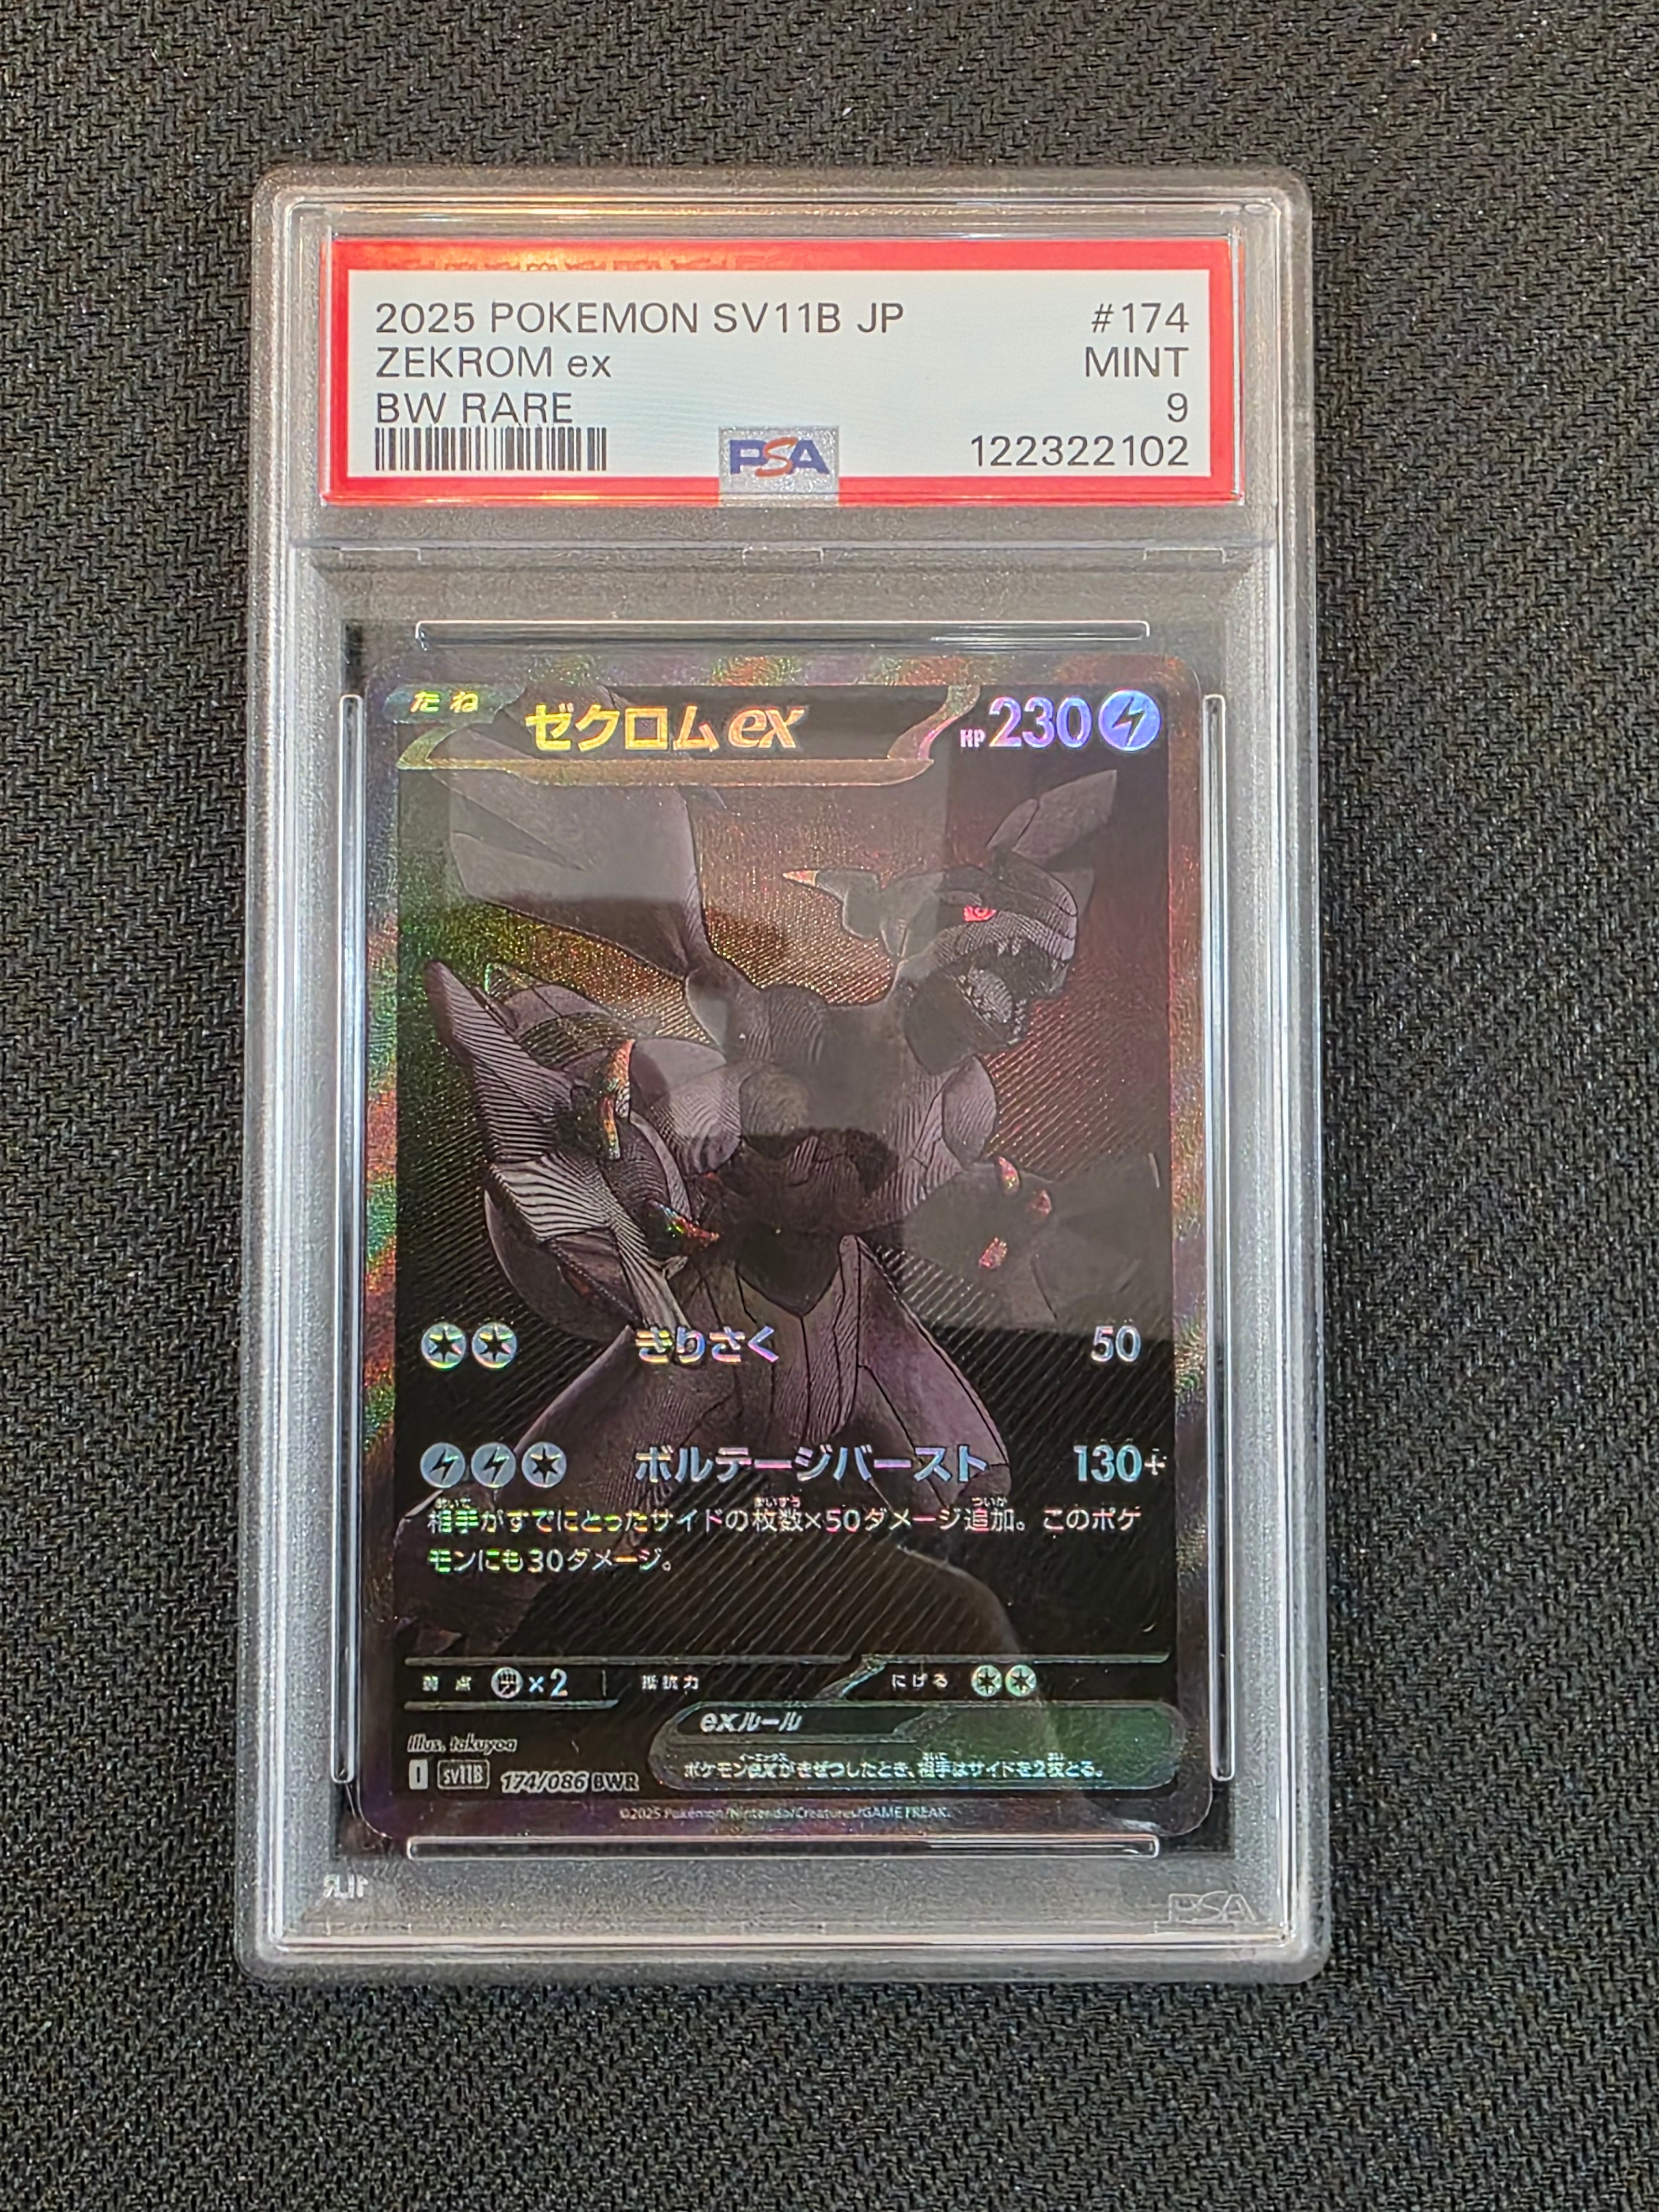 2025 POKEMON SV11B JP #174
ZEKROM ex MINT
BW RARE 9
PSA 122322102
たね ゼクロムex HP 230
きりさく 50
ボルテージバースト 130+
相手がすでにとったサイドの枚数×50ダメージ追加。このポケ
モンにも30ダメージ。
弱点 ×2 抵抗力 にげる
exルール
ポケモンexがきぜつしたとき、相手はサイドを2枚とる。
Illus. takuyoa
I sv11B 174/086 BWR
©2025 Pokémon/Nintendo/Creatures/GAME FREAK.
PSA